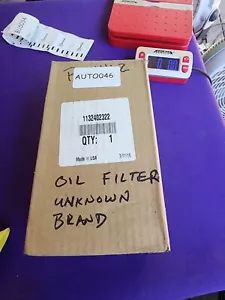 AUTO046
1132402322
QTY: 1
Made in USA
OIL FILTER
UNKNOWN
BRAND